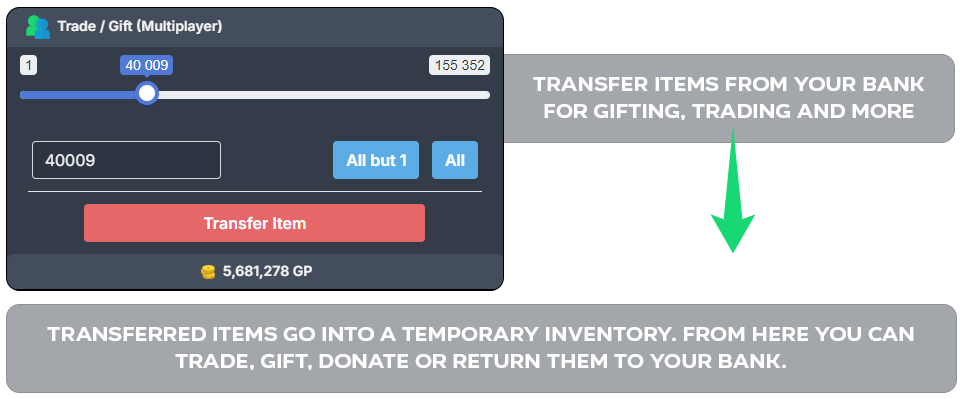 Trade / Gift (Multiplayer)
1
40 009
155 352
TRANSFER ITEMS FROM YOUR BANK
FOR GIFTING, TRADING AND MORE
40009
All but 1
All
Transfer Item
5,681,278 GP
TRANSFERRED ITEMS GO INTO A TEMPORARY INVENTORY. FROM HERE YOU CAN
TRADE, GIFT, DONATE OR RETURN THEM TO YOUR BANK.